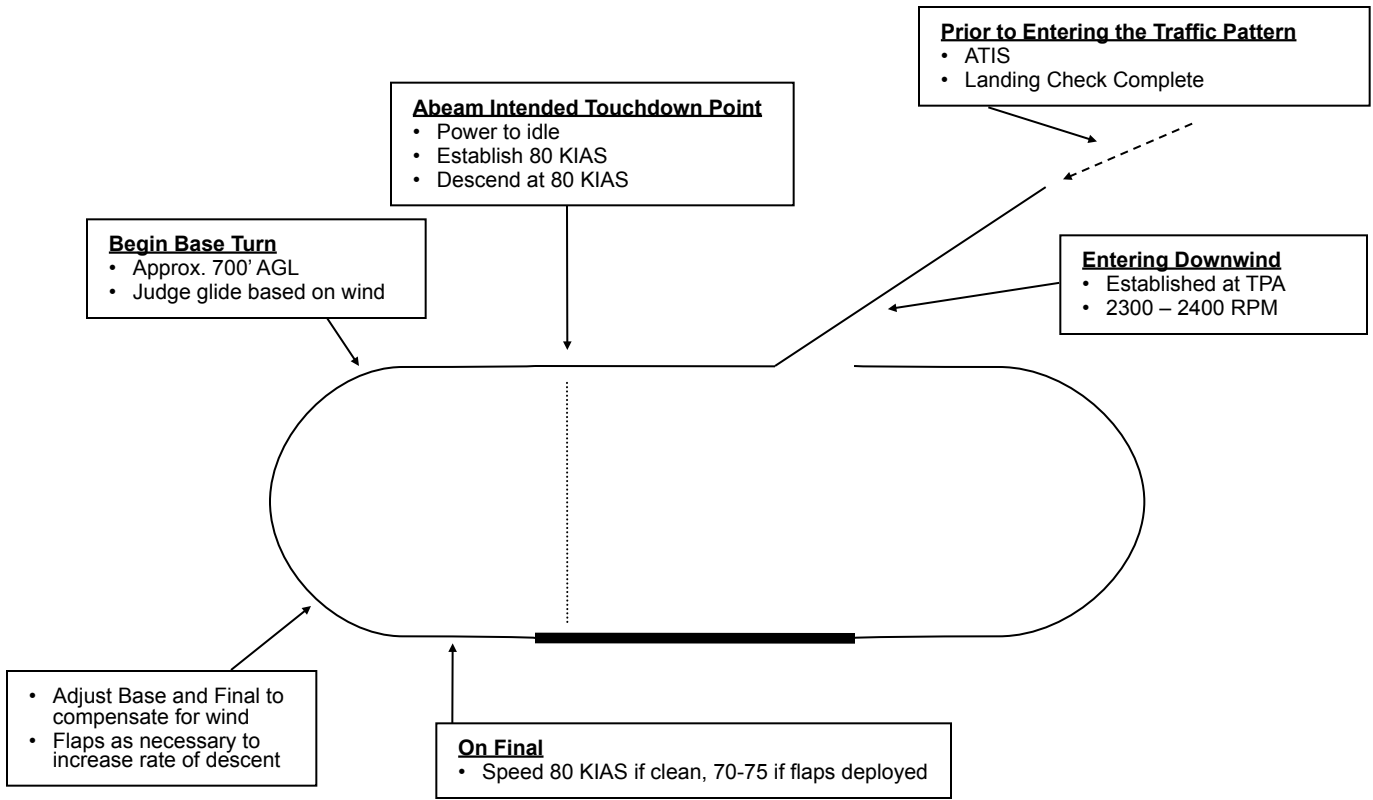 Prior to Entering the Traffic Pattern
• ATIS
• Landing Check Complete
Abeam Intended Touchdown Point
• Power to idle
• Establish 80 KIAS
• Descend at 80 KIAS
Begin Base Turn
• Approx. 700’ AGL
• Judge glide based on wind
Entering Downwind
• Established at TPA
• 2300 – 2400 RPM
• Adjust Base and Final to
compensate for wind
• Flaps as necessary to
increase rate of descent
On Final
• Speed 80 KIAS if clean, 70-75 if flaps deployed